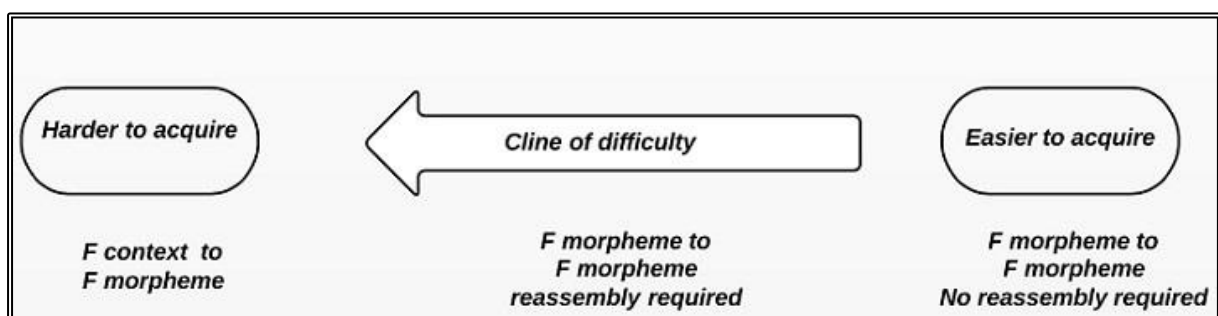 Harder to acquire
Cline of difficulty
Easier to acquire
F context to
F morpheme
F morpheme to
F morpheme
reassembly required
F morpheme to
F morpheme
No reassembly required